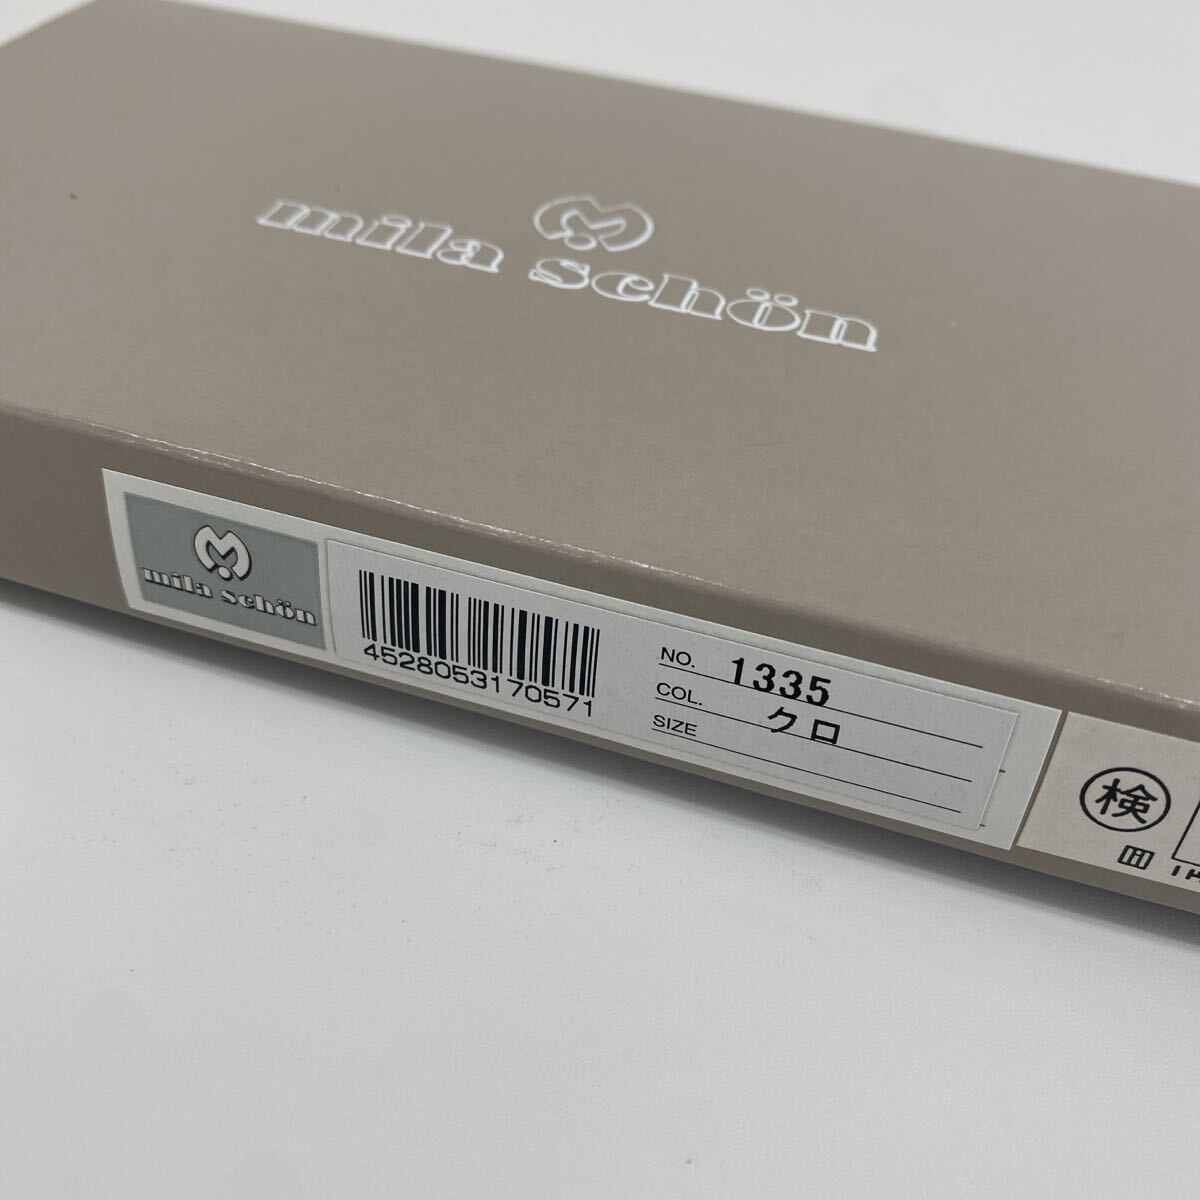 mila schön
mila schön
4528053170571
NO. 1335
COL. クロ
SIZE
検